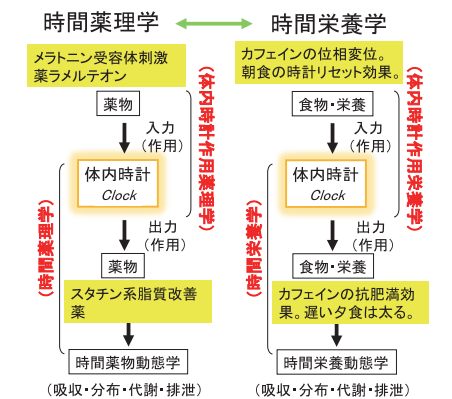 時間薬理学
時間栄養学
メラトニン受容体刺激
薬ラメルテオン
薬物
入力
(作用)
体内時計
Clock
出力
(作用)
薬物
スタチン系脂質改善
薬
時間薬物動態学
(吸収・分布・代謝・排泄)
(体内時計作用薬理学)
(時間薬理学)
カフェインの位相変位。
朝食の時計リセット効果。
食物・栄養
入力
(作用)
体内時計
Clock
出力
(作用)
食物・栄養
カフェインの抗肥満効
果。遅い夕食は太る。
時間栄養動態学
(吸収・分布・代謝・排泄)
(体内時計作用栄養学)
(時間栄養学)